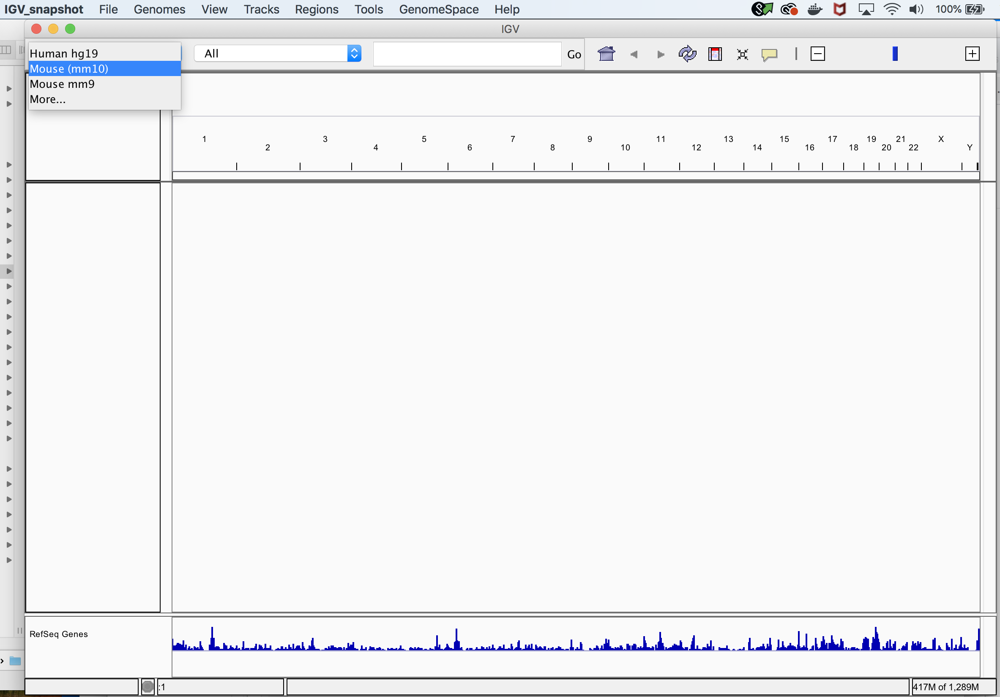 IGV_snapshot File Genomes View Tracks Regions Tools GenomeSpace Help 100%
IGV
Human hg19
Mouse (mm10)
Mouse mm9
More...
All
Go
1 2 3 4 5 6 7 8 9 10 11 12 13 14 15 16 17 18 19 20 21 22 X Y
RefSeq Genes
:1
417M of 1,289M